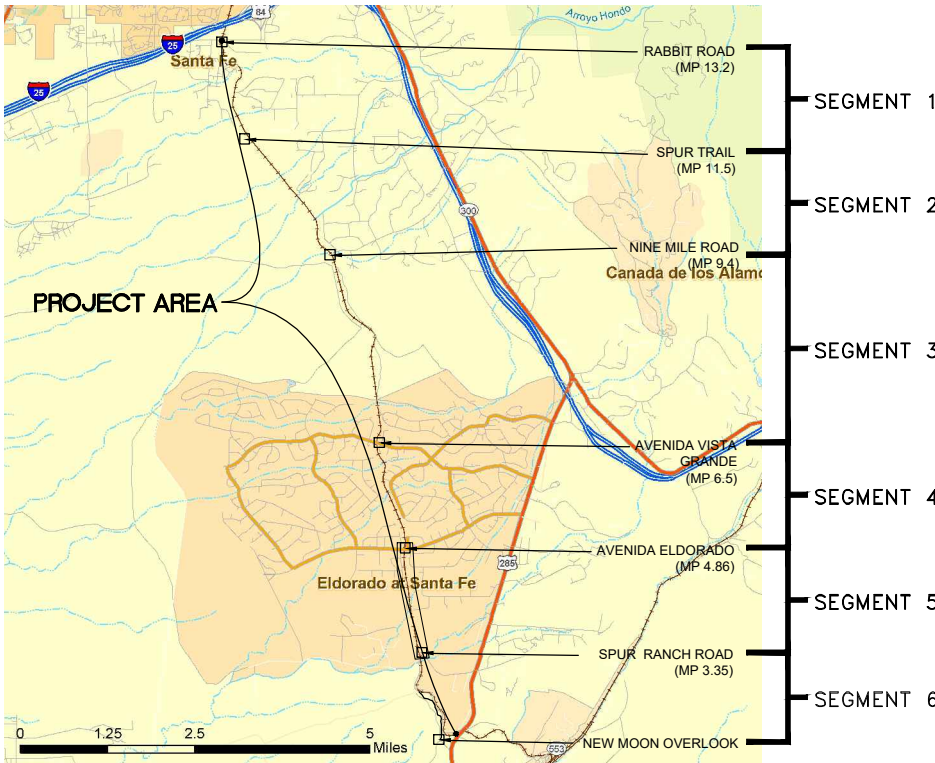 84
Arroyo Hondo
25
Santa Fe
25
RABBIT ROAD
(MP 13.2)
SEGMENT 1
SPUR TRAIL
(MP 11.5)
SEGMENT 2
300
NINE MILE ROAD
(MP 9.4)
Canada de los Alamo
PROJECT AREA
SEGMENT 3
AVENIDA VISTA
GRANDE
(MP 6.5)
SEGMENT 4
AVENIDA ELDORADO
(MP 4.86)
285
Eldorado at Santa Fe
SEGMENT 5
SPUR RANCH ROAD
(MP 3.35)
SEGMENT 6
0 1.25 2.5 5
Miles
553
NEW MOON OVERLOOK